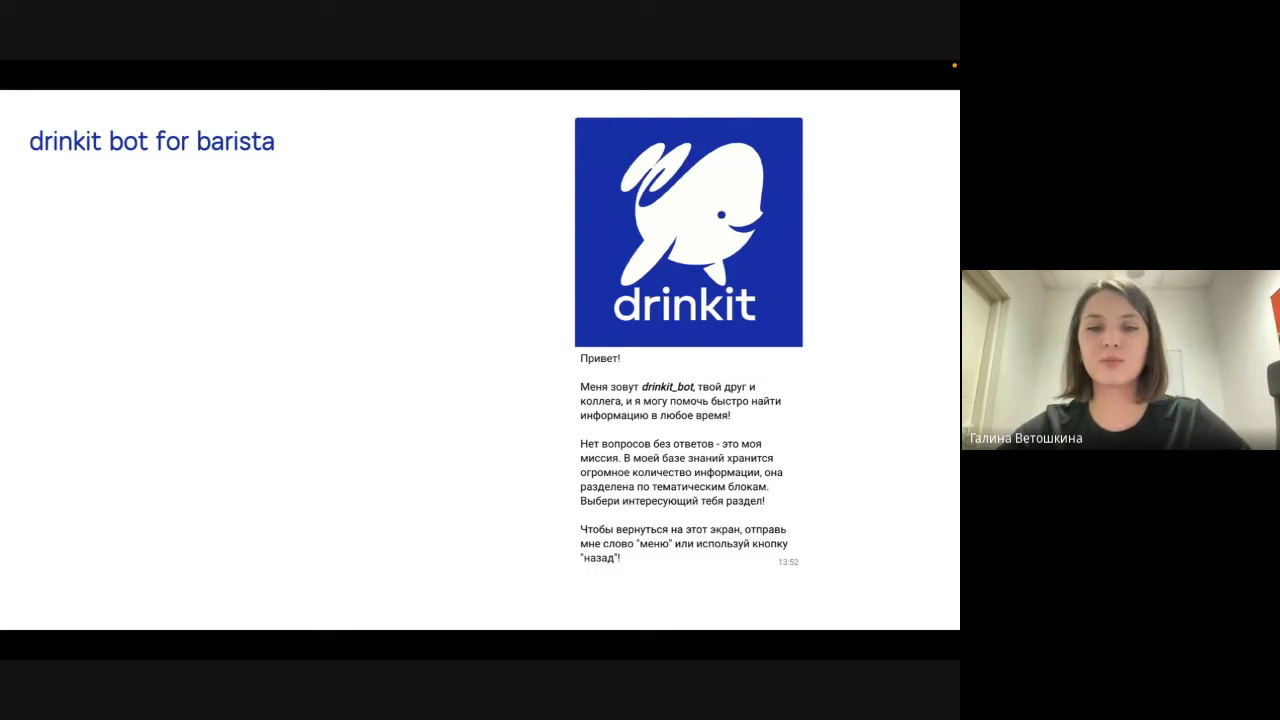 drinkit bot for barista
drinkit
Привет!
Меня зовут drinkit_bot, твой друг и
коллега, и я могу помочь быстро найти
информацию в любое время!
Нет вопросов без ответов - это моя
миссия. В моей базе знаний хранится
огромное количество информации, она
разделена по тематическим блокам.
Выбери интересующий тебя раздел!
Чтобы вернуться на этот экран, отправь
мне слово "меню" или используй кнопку
"назад"!
13:52
Галина Ветошкина